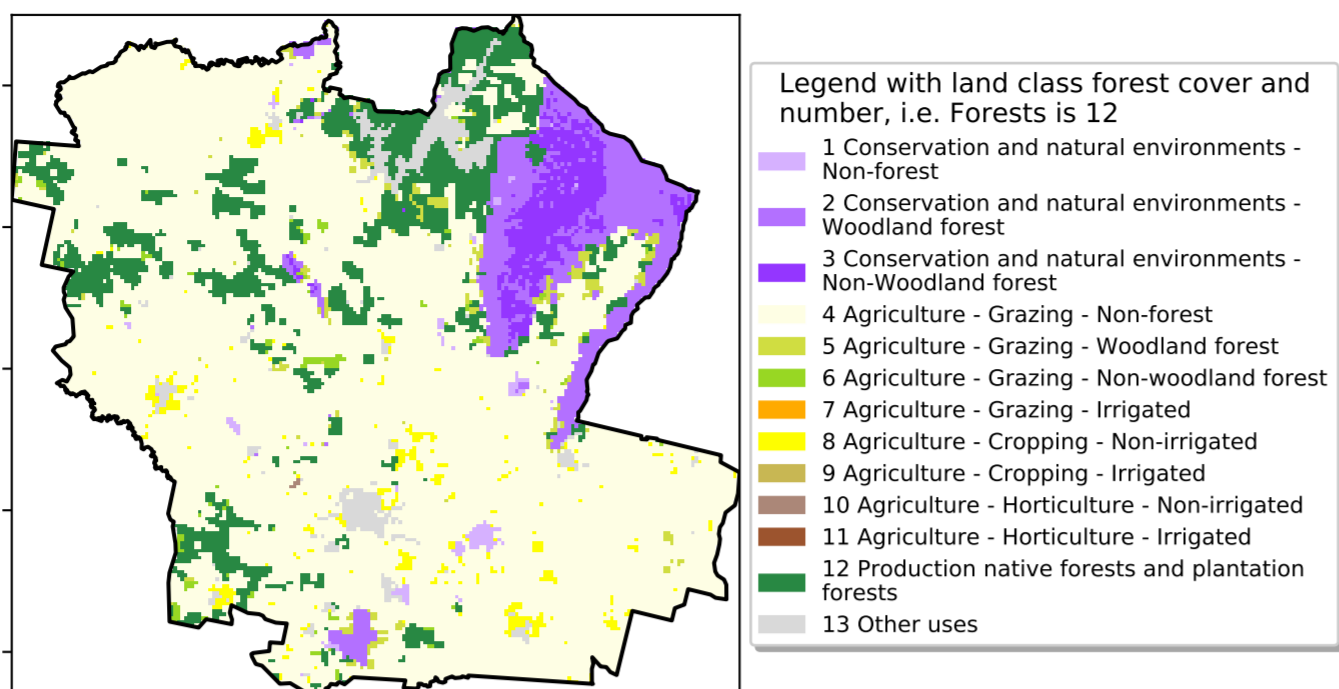 Legend with land class forest cover and
number, i.e. Forests is 12
1 Conservation and natural environments -
Non-forest
2 Conservation and natural environments -
Woodland forest
3 Conservation and natural environments -
Non-Woodland forest
4 Agriculture - Grazing - Non-forest
5 Agriculture - Grazing - Woodland forest
6 Agriculture - Grazing - Non-woodland forest
7 Agriculture - Grazing - Irrigated
8 Agriculture - Cropping - Non-irrigated
9 Agriculture - Cropping - Irrigated
10 Agriculture - Horticulture - Non-irrigated
11 Agriculture - Horticulture - Irrigated
12 Production native forests and plantation
forests
13 Other uses